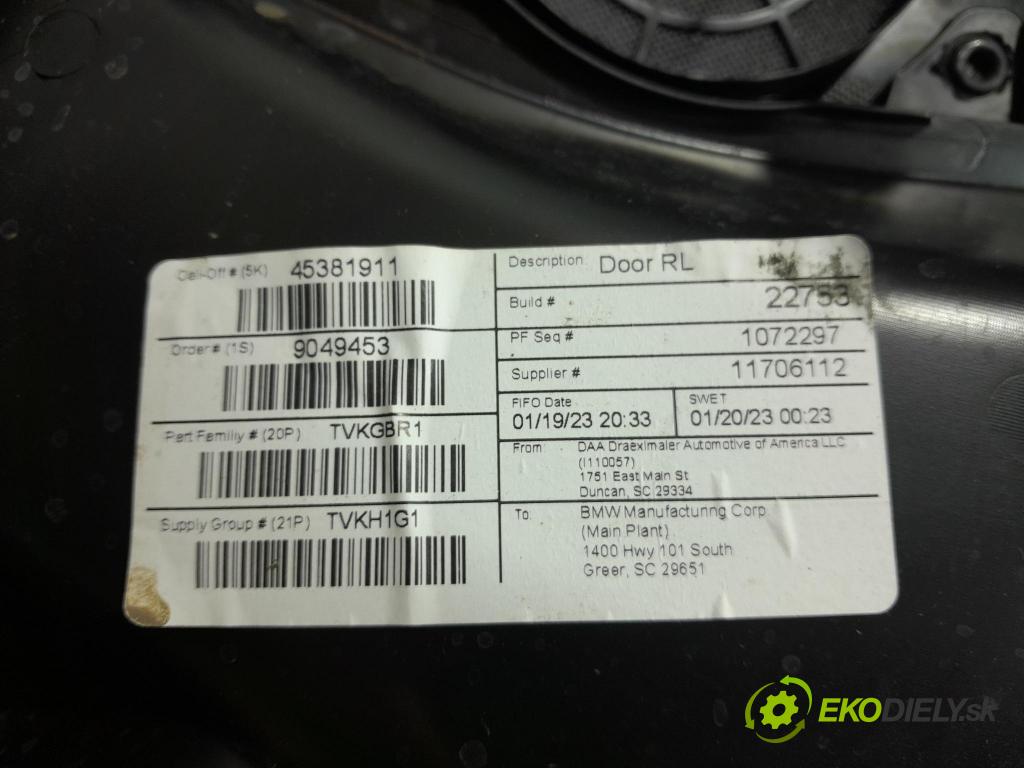 Call-Off # (5K) 45381911
Order# (1S) 9049453
Part Family # (20P) TVKGBR1
Supply Group # (21P) TVKH1G1
Description: Door RL
Build # 22753
PF Seq # 1072297
Supplier # 11706112
FIFO Date
01/19/23 20:33
SWET
01/20/23 00:23
From: DAA Draeximaler Automotive of America LLC
(I110057)
1751 East Main St
Duncan, SC 29334
To: BMW Manufacturing Corp
(Main Plant)
1400 Hwy 101 South
Greer, SC 29651
EKODIELY.sk